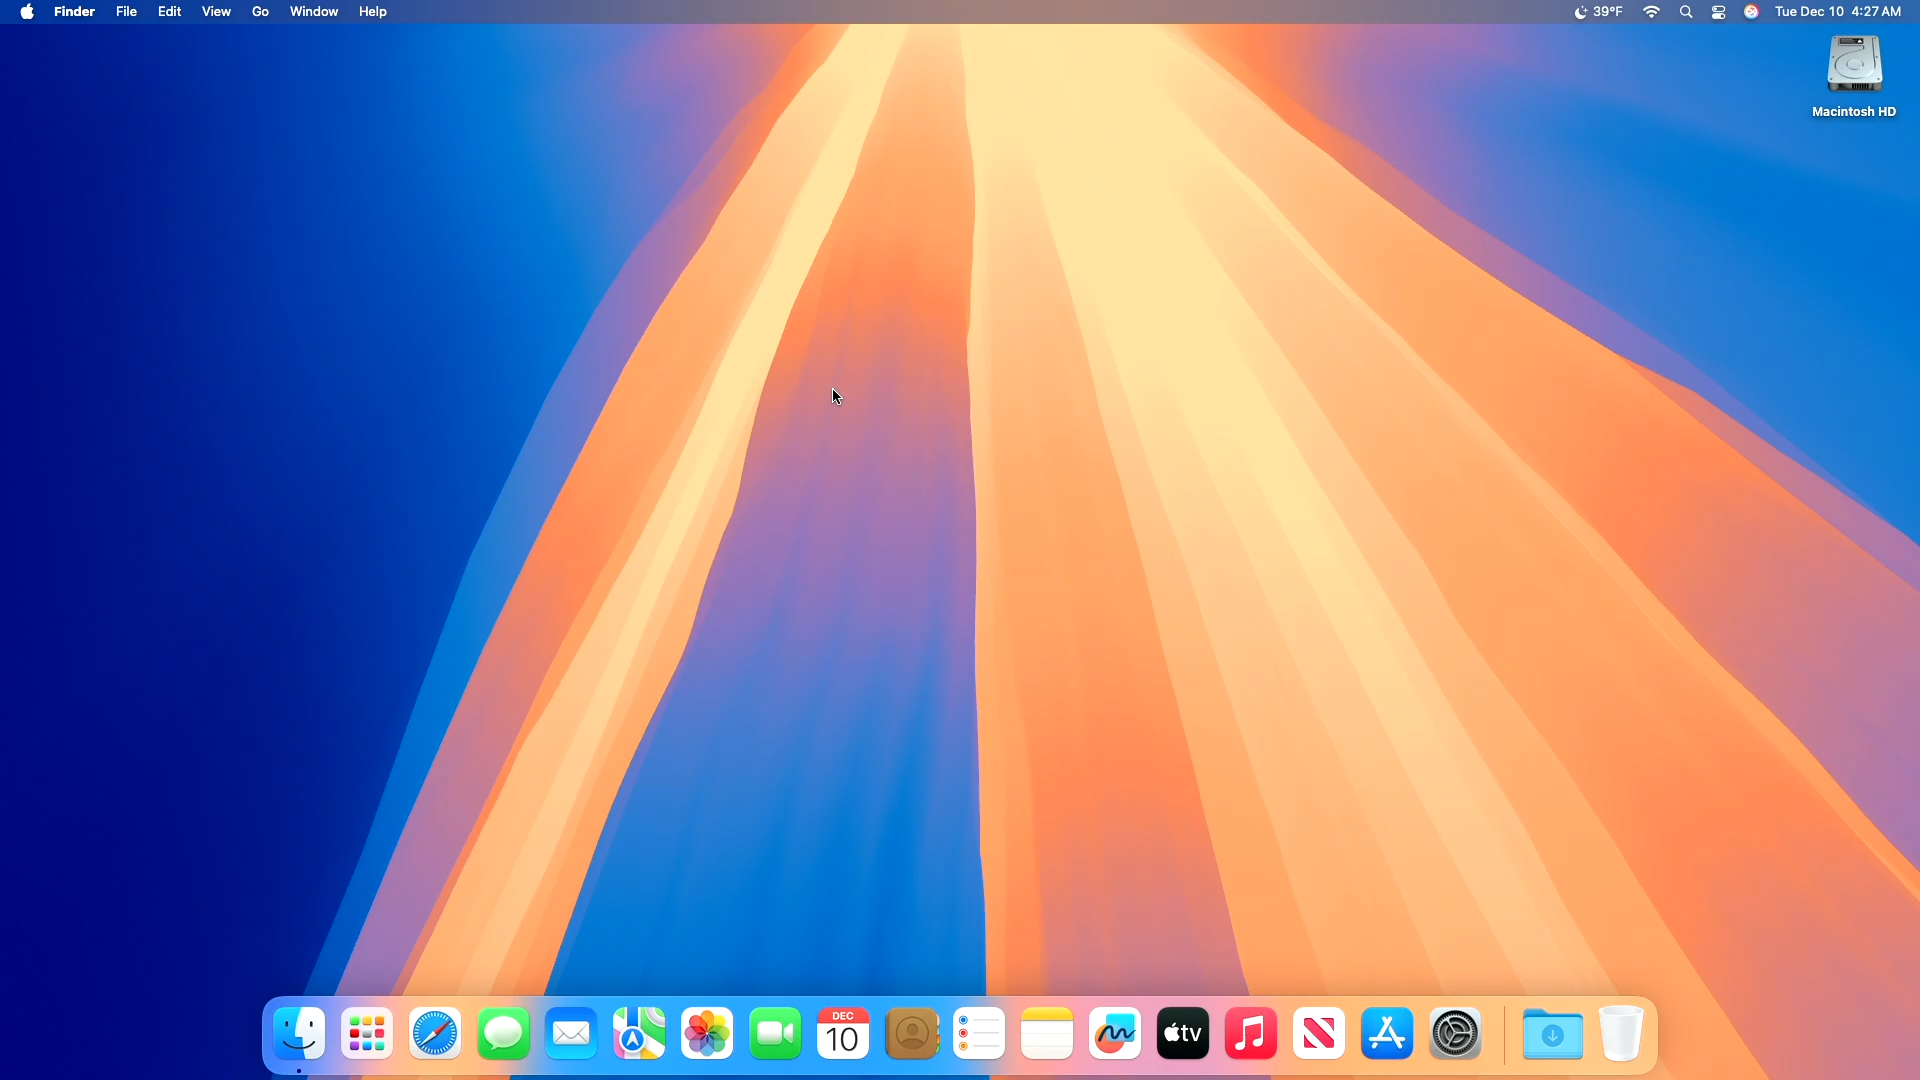 Finder File Edit View Go Window Help 39°F Tue Dec 10 4:27 AM
Macintosh HD
DEC
10
tv